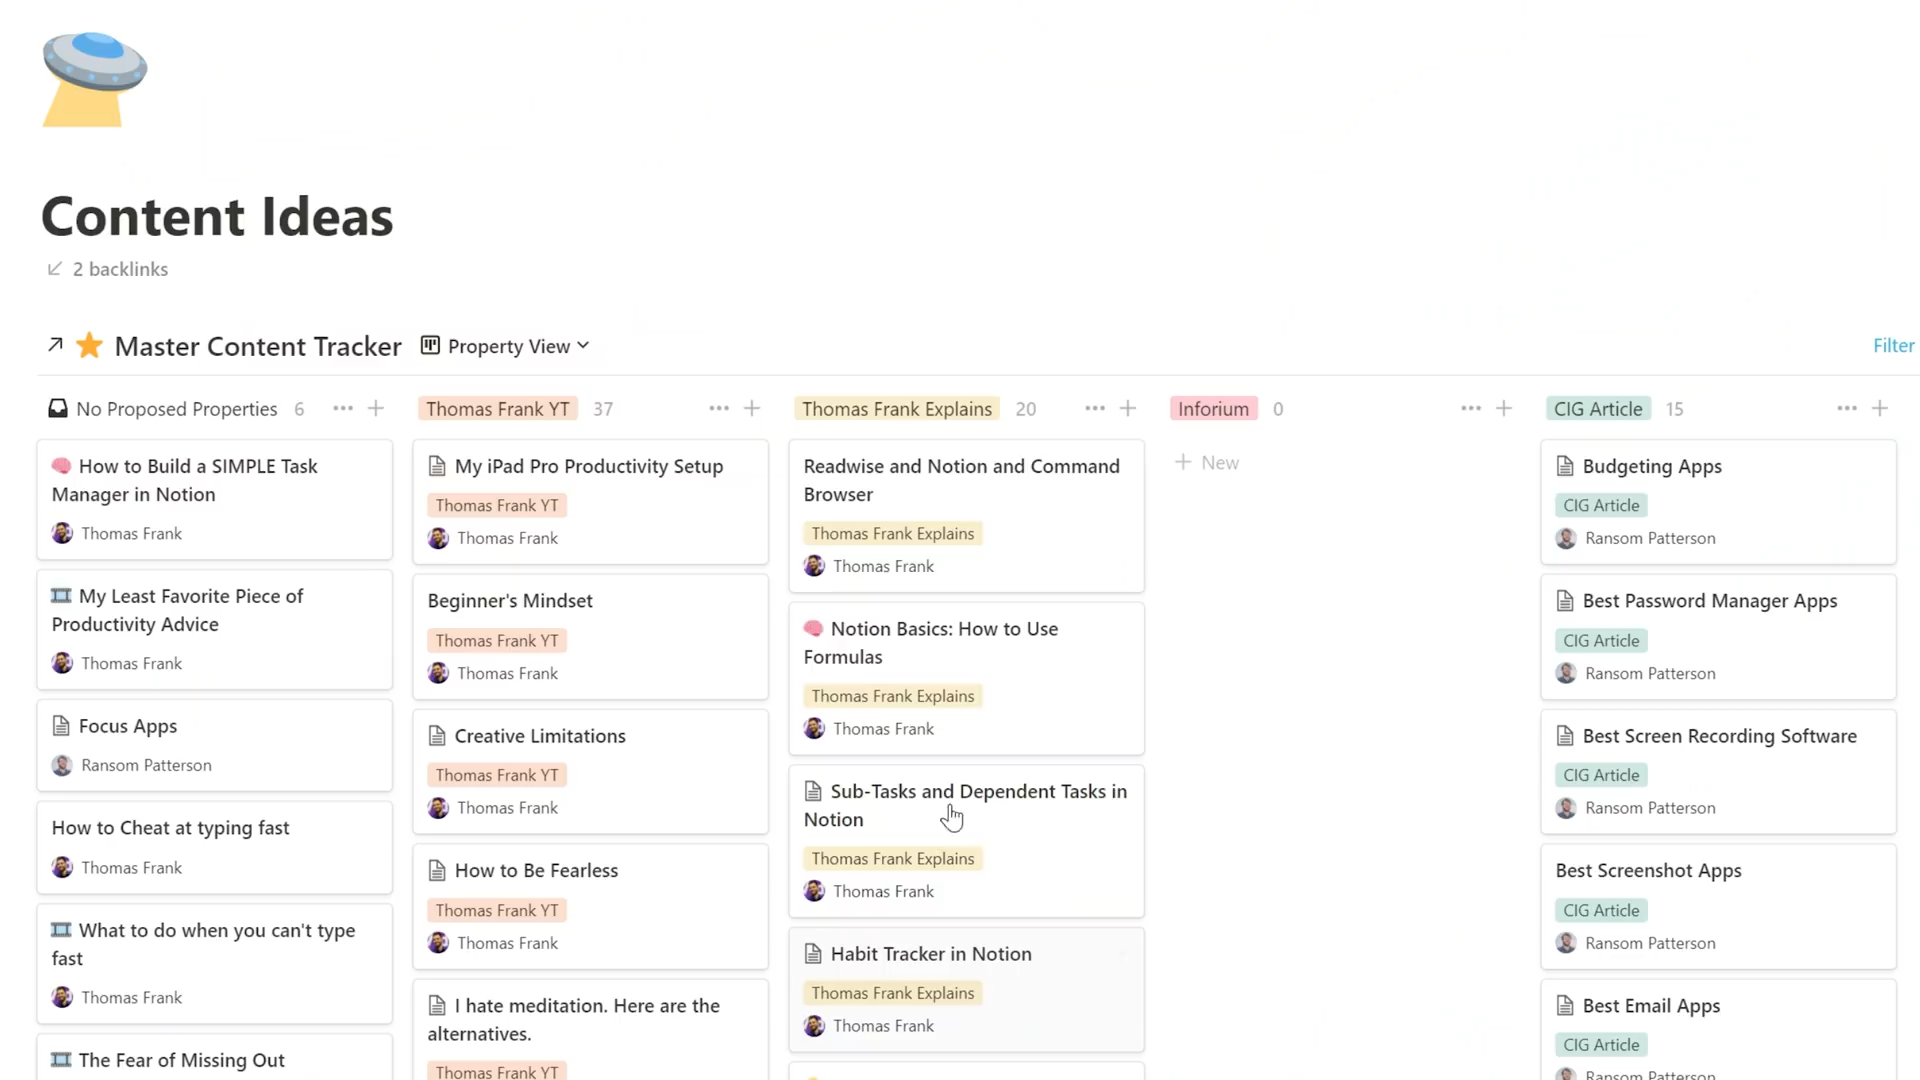 Content Ideas
2 backlinks
Master Content Tracker Property View
Filter
No Proposed Properties 6
How to Build a SIMPLE Task
Manager in Notion
Thomas Frank
My Least Favorite Piece of
Productivity Advice
Thomas Frank
Focus Apps
Ransom Patterson
How to Cheat at typing fast
Thomas Frank
What to do when you can't type
fast
Thomas Frank
The Fear of Missing Out
Thomas Frank YT 37
My iPad Pro Productivity Setup
Thomas Frank YT
Thomas Frank
Beginner's Mindset
Thomas Frank YT
Thomas Frank
Creative Limitations
Thomas Frank YT
Thomas Frank
How to Be Fearless
Thomas Frank YT
Thomas Frank
I hate meditation. Here are the
alternatives.
Thomas Frank YT
Thomas Frank Explains 20
Readwise and Notion and Command
Browser
Thomas Frank Explains
Thomas Frank
Notion Basics: How to Use
Formulas
Thomas Frank Explains
Thomas Frank
Sub-Tasks and Dependent Tasks in
Notion
Thomas Frank Explains
Thomas Frank
Habit Tracker in Notion
Thomas Frank Explains
Thomas Frank
Inforium 0
New
CIG Article 15
Budgeting Apps
CIG Article
Ransom Patterson
Best Password Manager Apps
CIG Article
Ransom Patterson
Best Screen Recording Software
CIG Article
Ransom Patterson
Best Screenshot Apps
CIG Article
Ransom Patterson
Best Email Apps
CIG Article
Ransom Patterson